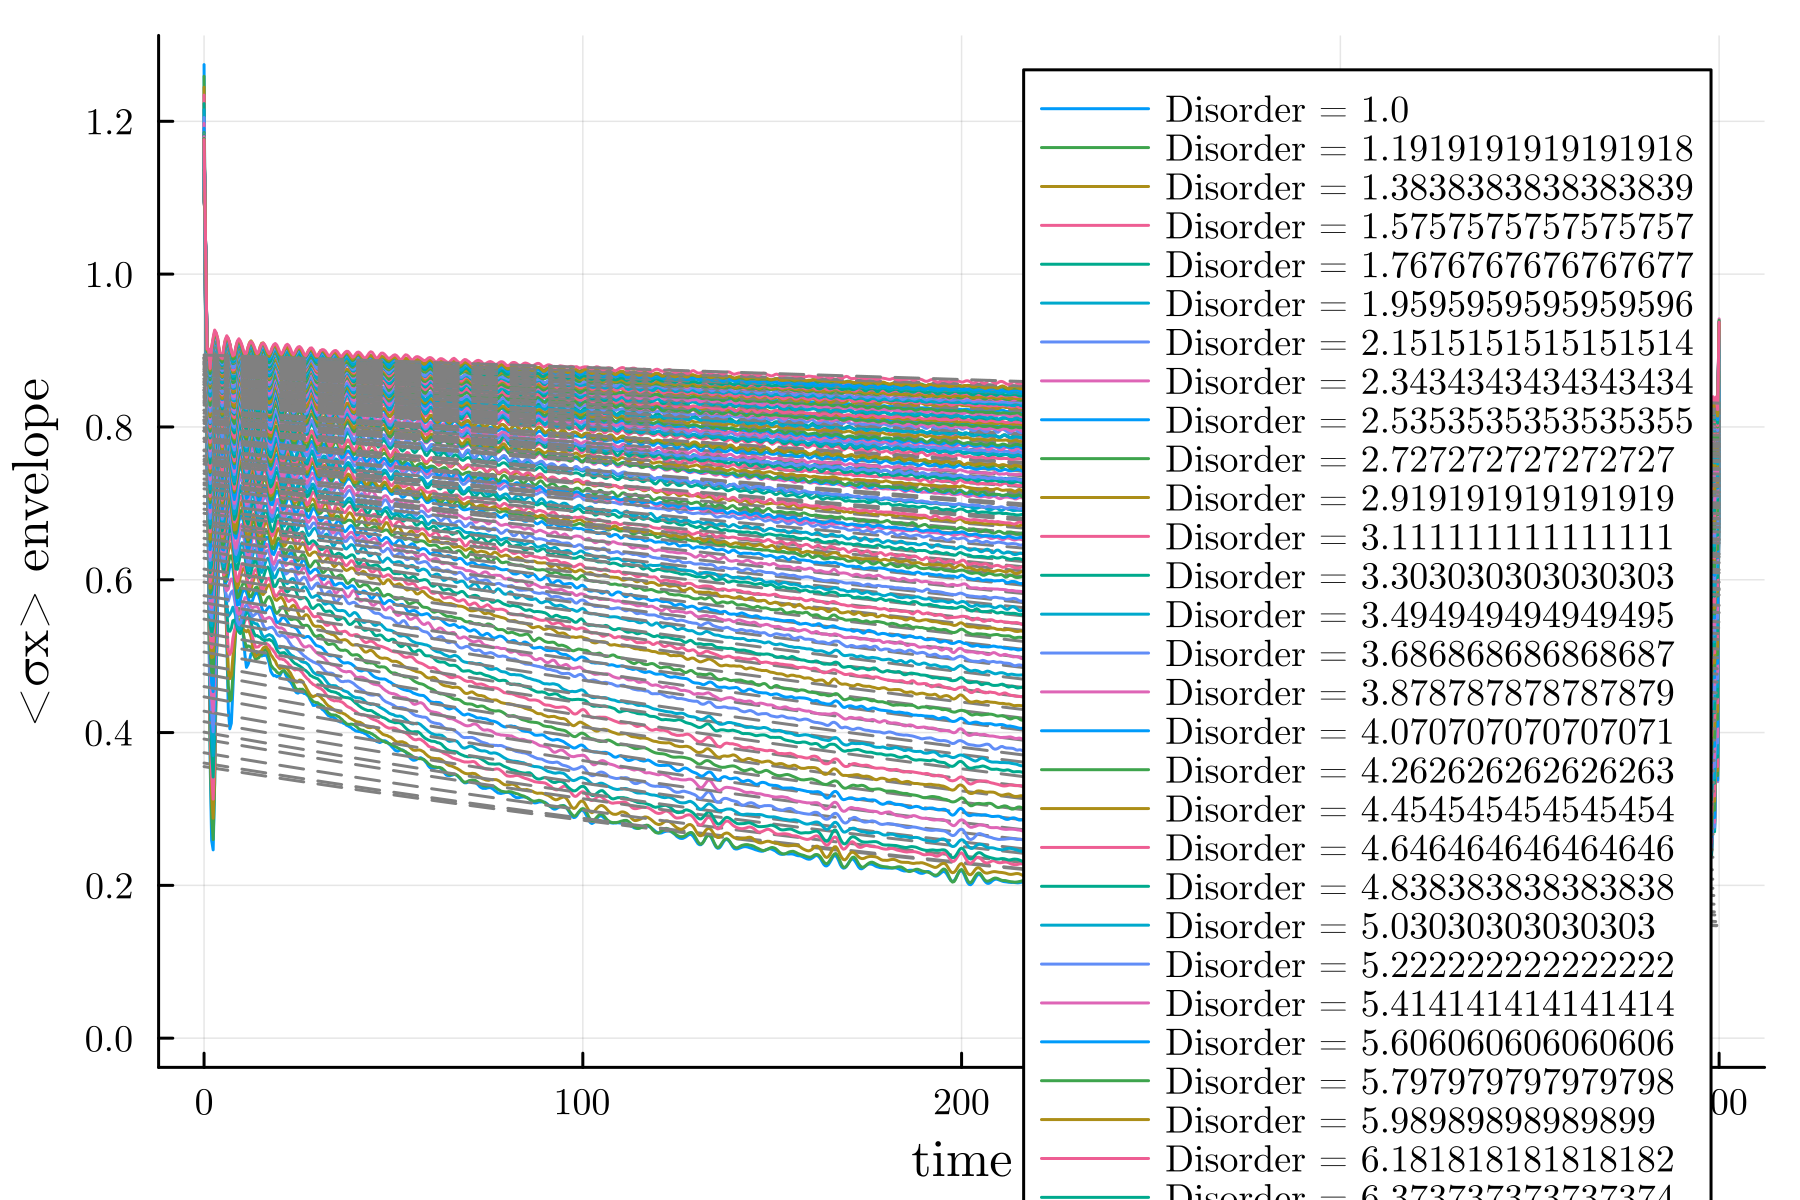 <σx> envelope
1.2
1.0
0.8
0.6
0.4
0.2
0.0
0
100
200
00
time
Disorder = 1.0
Disorder = 1.1919191919191918
Disorder = 1.3838383838383839
Disorder = 1.5757575757575757
Disorder = 1.7676767676767677
Disorder = 1.9595959595959596
Disorder = 2.1515151515151514
Disorder = 2.3434343434343434
Disorder = 2.5353535353535355
Disorder = 2.727272727272727
Disorder = 2.919191919191919
Disorder = 3.111111111111111
Disorder = 3.303030303030303
Disorder = 3.494949494949495
Disorder = 3.686868686868687
Disorder = 3.878787878787879
Disorder = 4.070707070707071
Disorder = 4.262626262626263
Disorder = 4.454545454545454
Disorder = 4.646464646464646
Disorder = 4.838383838383838
Disorder = 5.03030303030303
Disorder = 5.222222222222222
Disorder = 5.414141414141414
Disorder = 5.606060606060606
Disorder = 5.797979797979798
Disorder = 5.98989898989899
Disorder = 6.181818181818182
Disorder = 6.373737373737374